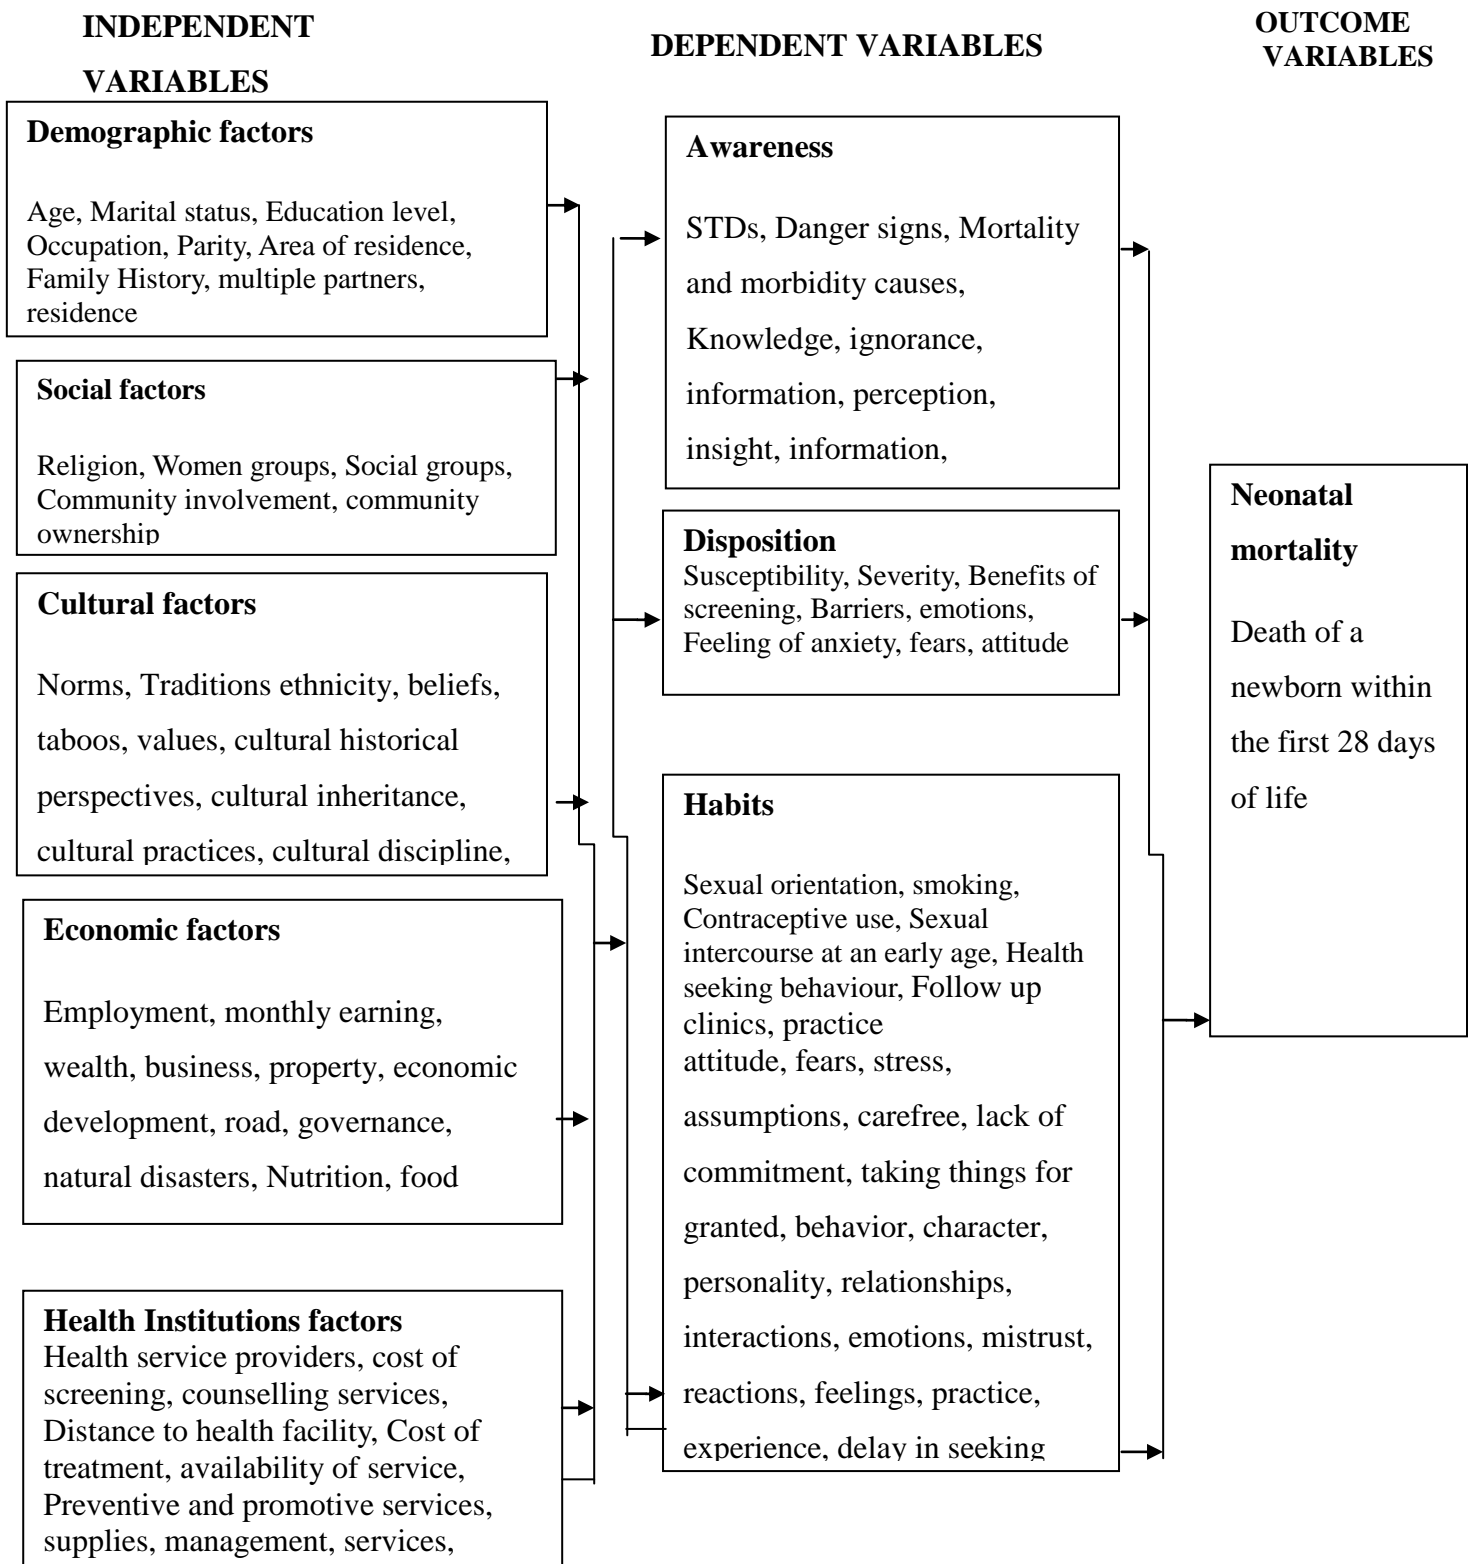 INDEPENDENT
VARIABLES
Demographic factors
Age, Marital status, Education level,
Occupation, Parity, Area of residence,
Family History, multiple partners,
residence
Social factors
Religion, Women groups, Social groups,
Community involvement, community
ownership
Cultural factors
Norms, Traditions ethnicity, beliefs,
taboos, values, cultural historical
perspectives, cultural inheritance,
cultural practices, cultural discipline,
Economic factors
Employment, monthly earning,
wealth, business, property, economic
development, road, governance,
natural disasters, Nutrition, food
Health Institutions factors
Health service providers, cost of
screening, counselling services,
Distance to health facility, Cost of
treatment, availability of service,
Preventive and promotive services,
supplies, management, services,
DEPENDENT VARIABLES
Awareness
STDs, Danger signs, Mortality
and morbidity causes,
Knowledge, ignorance,
information, perception,
insight, information,
Disposition
Susceptibility, Severity, Benefits of
screening, Barriers, emotions,
Feeling of anxiety, fears, attitude
Habits
Sexual orientation, smoking,
Contraceptive use, Sexual
intercourse at an early age, Health
seeking behaviour, Follow up
clinics, practice
attitude, fears, stress,
assumptions, carefree, lack of
commitment, taking things for
granted, behavior, character,
personality, relationships,
interactions, emotions, mistrust,
reactions, feelings, practice,
experience, delay in seeking
OUTCOME
VARIABLES
Neonatal
mortality
Death of a
newborn within
the first 28 days
of life